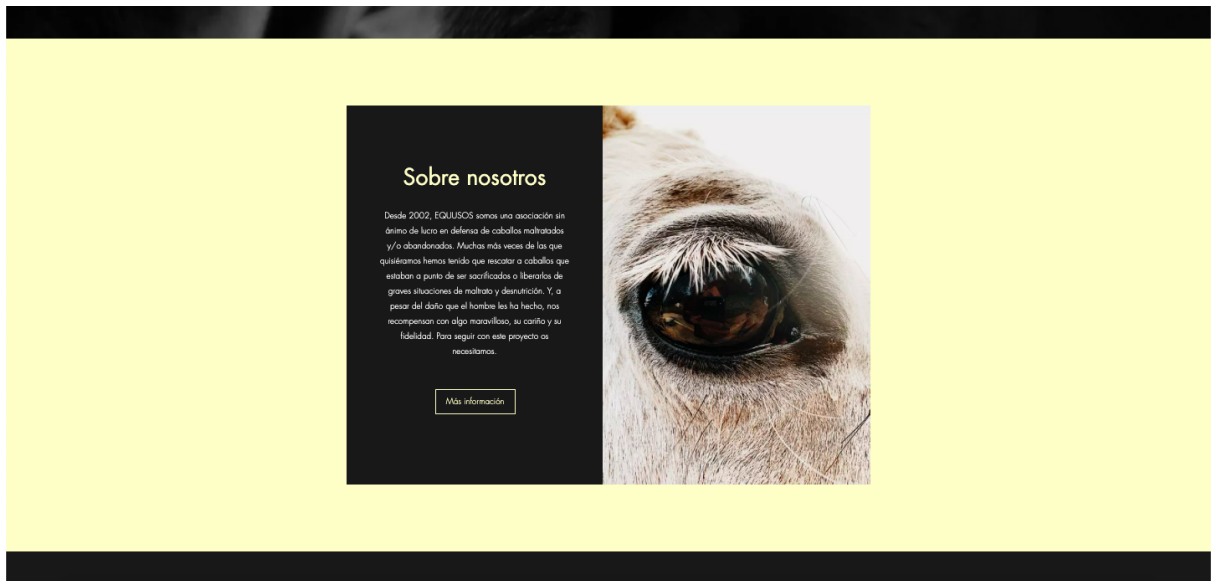 Sobre nosotros
Desde 2002, EQUUSOS somos una asociación sin
ánimo de lucro en defensa de caballos maltratados
y/o abandonados. Muchas más veces de las que
quisiéramos hemos tenido que rescatar a caballos que
estaban a punto de ser sacrificados o liberarlos de
graves situaciones de maltrato y desnutrición. Y, a
pesar del daño que el hombre les ha hecho, nos
recompensan con algo maravilloso, su cariño y su
fidelidad. Para seguir con este proyecto os
necesitamos.
Más información